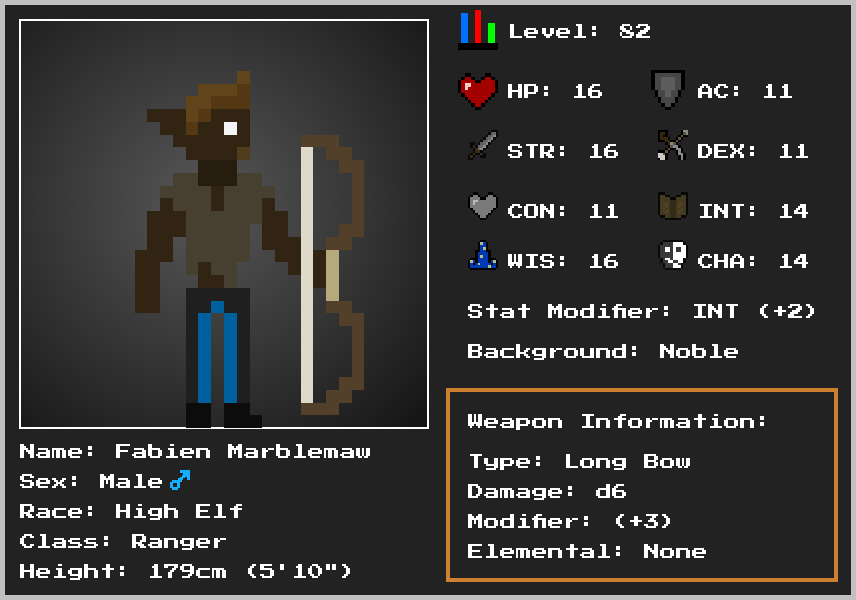 Level: 82
HP: 16
AC: 11
STR: 16
DEX: 11
CON: 11
INT: 14
WIS: 16
CHA: 14
Stat Modifier: INT (+2)
Background: Noble
Weapon Information:
Type: Long Bow
Damage: d6
Modifier: (+3)
Elemental: None
Name: Fabien Marblemaw
Sex: Male ♂
Race: High Elf
Class: Ranger
Height: 179cm (5'10")